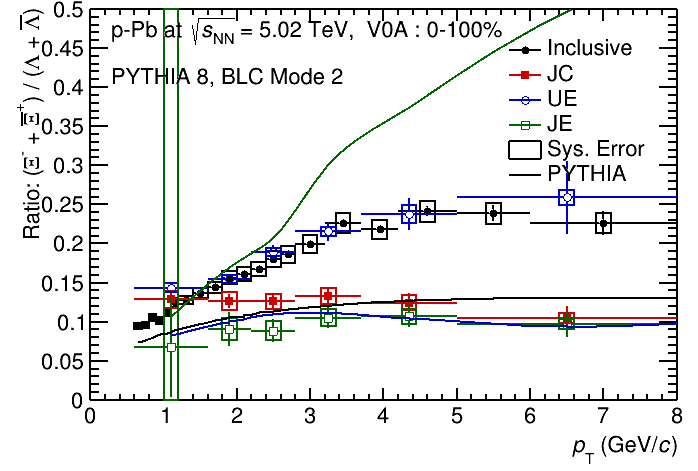 p-Pb at √s_NN = 5.02 TeV, V0A : 0-100%
PYTHIA 8, BLC Mode 2
Inclusive
JC
UE
JE
Sys. Error
PYTHIA
Ratio: (Ξ⁻ + Ξ̅⁺) / (Λ + Λ̅)
0.5
0.45
0.4
0.35
0.3
0.25
0.2
0.15
0.1
0.05
0
0 1 2 3 4 5 6 7 8
p_T (GeV/c)